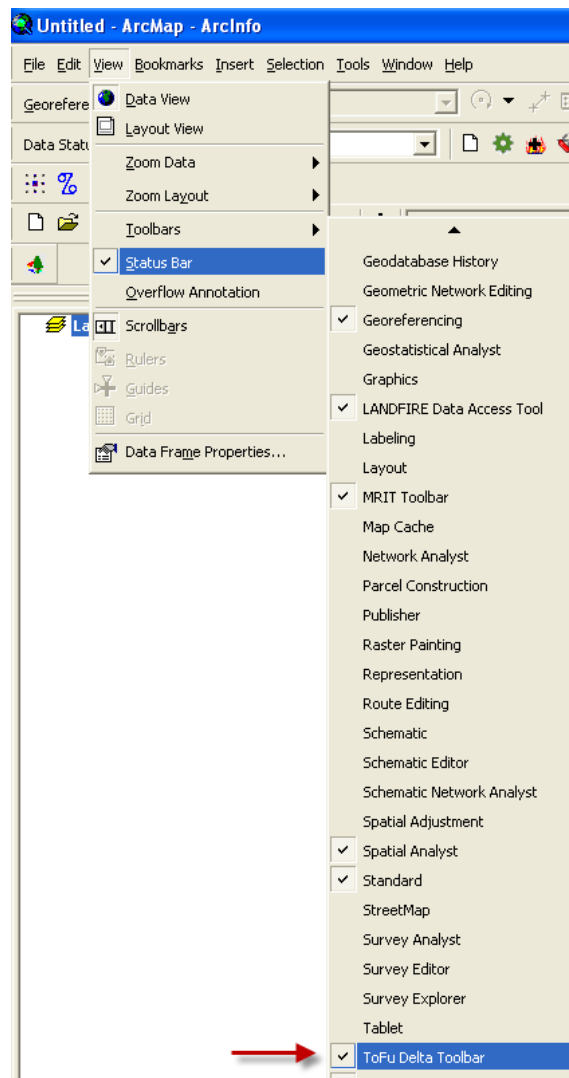 Untitled - ArcMap - ArcInfo
File Edit View Bookmarks Insert Selection Tools Window Help
Georefere
Data Statu
La
Data View
Layout View
Zoom Data
Zoom Layout
Toolbars
Status Bar
Overflow Annotation
Scrollbars
Rulers
Guides
Grid
Data Frame Properties...
Geodatabase History
Geometric Network Editing
Georeferencing
Geostatistical Analyst
Graphics
LANDFIRE Data Access Tool
Labeling
Layout
MRIT Toolbar
Map Cache
Network Analyst
Parcel Construction
Publisher
Raster Painting
Representation
Route Editing
Schematic
Schematic Editor
Schematic Network Analyst
Spatial Adjustment
Spatial Analyst
Standard
StreetMap
Survey Analyst
Survey Editor
Survey Explorer
Tablet
ToFu Delta Toolbar